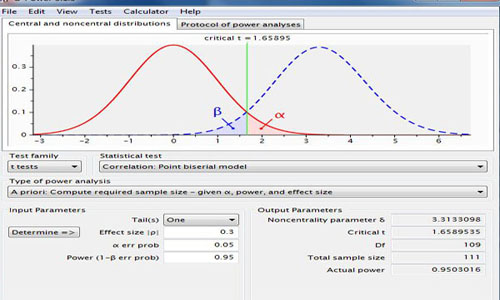 File Edit View Tests Calculator Help
Central and noncentral distributions Protocol of power analyses
critical t = 1.65895
0.3
0.2
0.1
0
β α
-3 -2 -1 0 1 2 3 4 5 6
Test family Statistical test
t tests Correlation: Point biserial model
Type of power analysis
A priori: Compute required sample size – given α, power, and effect size
Input Parameters Output Parameters
Tail(s) One Noncentrality parameter δ 3.3133098
Determine => Effect size |ρ| 0.3 Critical t 1.6589535
α err prob 0.05 Df 109
Power (1-β err prob) 0.95 Total sample size 111
Actual power 0.9503016